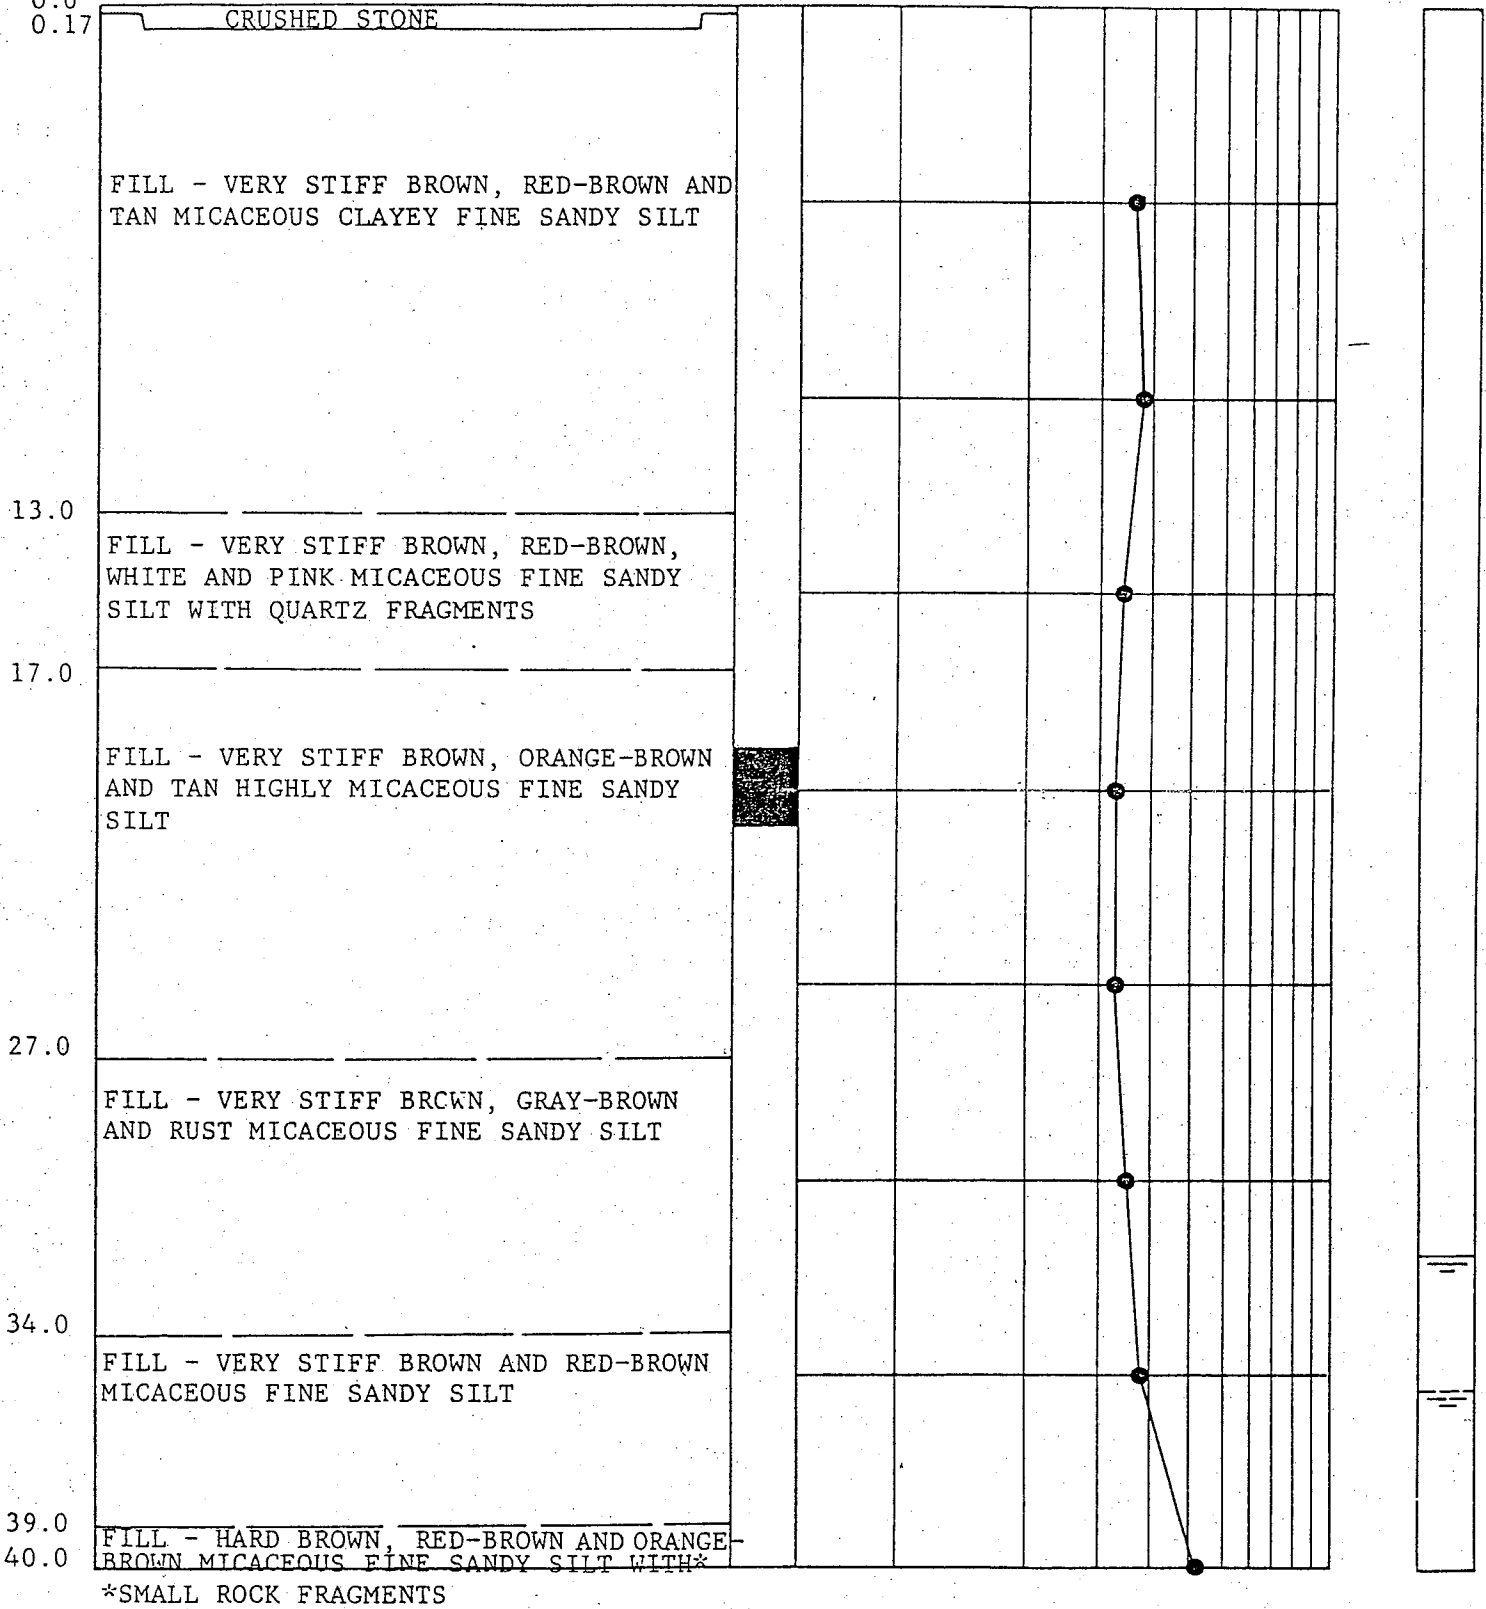 0.0
0.17
CRUSHED STONE
FILL - VERY STIFF BROWN, RED-BROWN AND
TAN MICACEOUS CLAYEY FINE SANDY SILT
13.0
FILL - VERY STIFF BROWN, RED-BROWN,
WHITE AND PINK MICACEOUS FINE SANDY
SILT WITH QUARTZ FRAGMENTS
17.0
FILL - VERY STIFF BROWN, ORANGE-BROWN
AND TAN HIGHLY MICACEOUS FINE SANDY
SILT
27.0
FILL - VERY STIFF BROWN, GRAY-BROWN
AND RUST MICACEOUS FINE SANDY SILT
34.0
FILL - VERY STIFF BROWN AND RED-BROWN
MICACEOUS FINE SANDY SILT
39.0
FILL - HARD BROWN, RED-BROWN AND ORANGE-
40.0
BROWN MICACEOUS FINE SANDY SILT WITH*
*SMALL ROCK FRAGMENTS